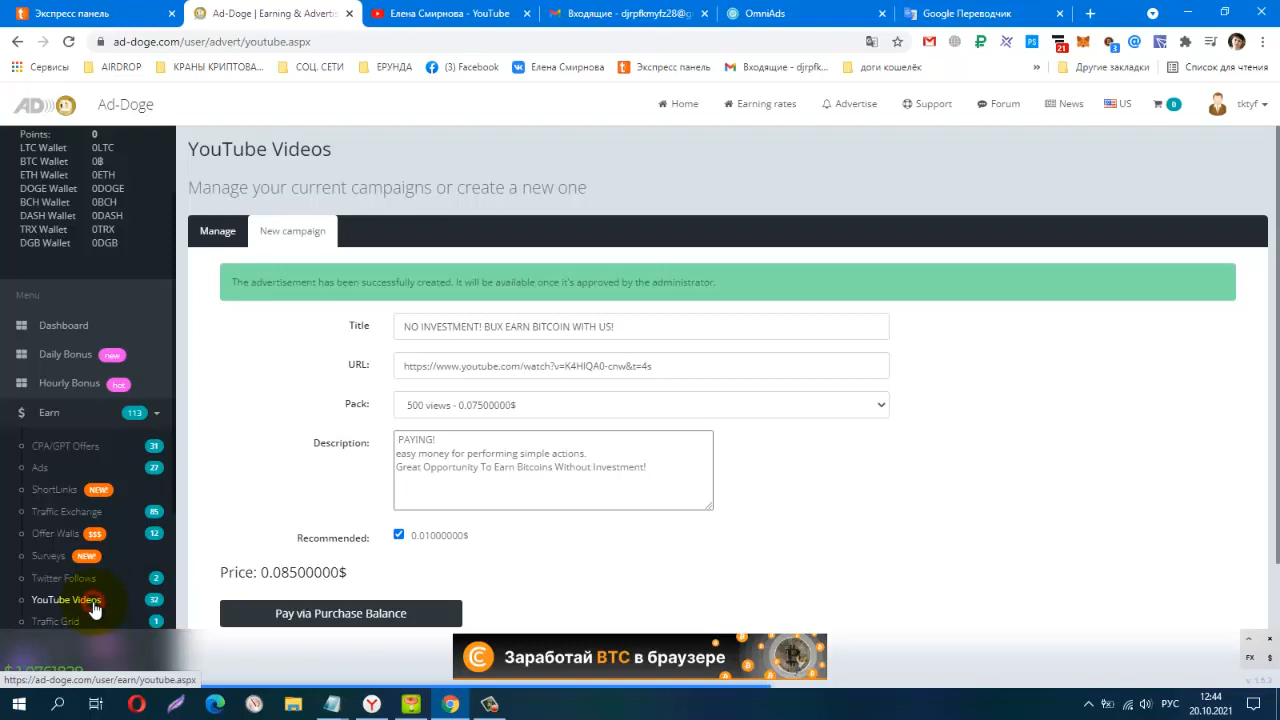 Экспресс панель
Ad-Doge | Earning & Advertis
Елена Смирнова - YouTube
Входящие - djrpfkmyfz28@g
OmniAds
Google Переводчик
ad-doge.com/user/advert/youtube.aspx
21
3
Сервисы
AIRDROP
КРАНЫ КРИПТОВА...
СОЦ. СЕТИ
ЕРУНДА
(3) Facebook
Елена Смирнова
Экспресс панель
Входящие - djrpfk...
доги кошелёк
»
Другие закладки
Список для чтения
AD
Ad-Doge
Home
Earning rates
Advertise
Support
Forum
News
US
0
tktyf
Points: 0
LTC Wallet 0LTC
BTC Wallet 0฿
ETH Wallet 0ETH
DOGE Wallet 0DOGE
BCH Wallet 0BCH
DASH Wallet 0DASH
TRX Wallet 0TRX
DGB Wallet 0DGB
Menu
Dashboard
Daily Bonus new
Hourly Bonus hot
$ Earn 113
CPA/GPT Offers 31
Ads 27
ShortLinks NEW!
Traffic Exchange 85
Offer Walls $$$ 12
Surveys NEW!
Twitter Follows 2
YouTube Videos 32
Traffic Grid 1
YouTube Videos
Manage your current campaigns or create a new one
Manage
New campaign
The advertisement has been successfully created. It will be available once it's approved by the administrator.
Title NO INVESTMENT! BUX EARN BITCOIN WITH US!
URL: https://www.youtube.com/watch?v=K4HIQA0-cnw&t=4s
Pack: 500 views - 0.07500000$
Description: PAYING!
easy money for performing simple actions.
Great Opportunity To Earn Bitcoins Without Investment!
Recommended: 0.01000000$
Price: 0.08500000$
Pay via Purchase Balance
Заработай BTC в браузере
FX $
v. 1.5.3
https://ad-doge.com/user/earn/youtube.aspx
РУС
12:44
20.10.2021